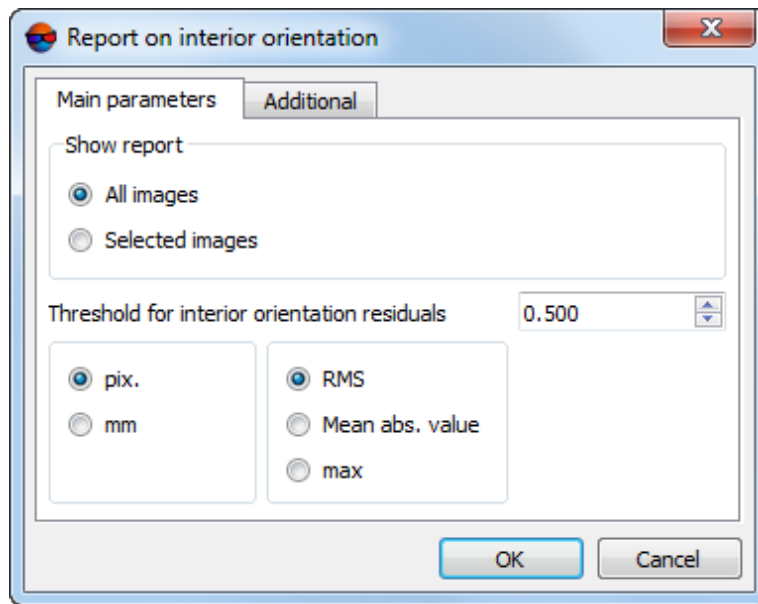 Report on interior orientation
Main parameters Additional
Show report
All images
Selected images
Threshold for interior orientation residuals 0.500
pix. RMS
mm Mean abs. value
max
OK Cancel